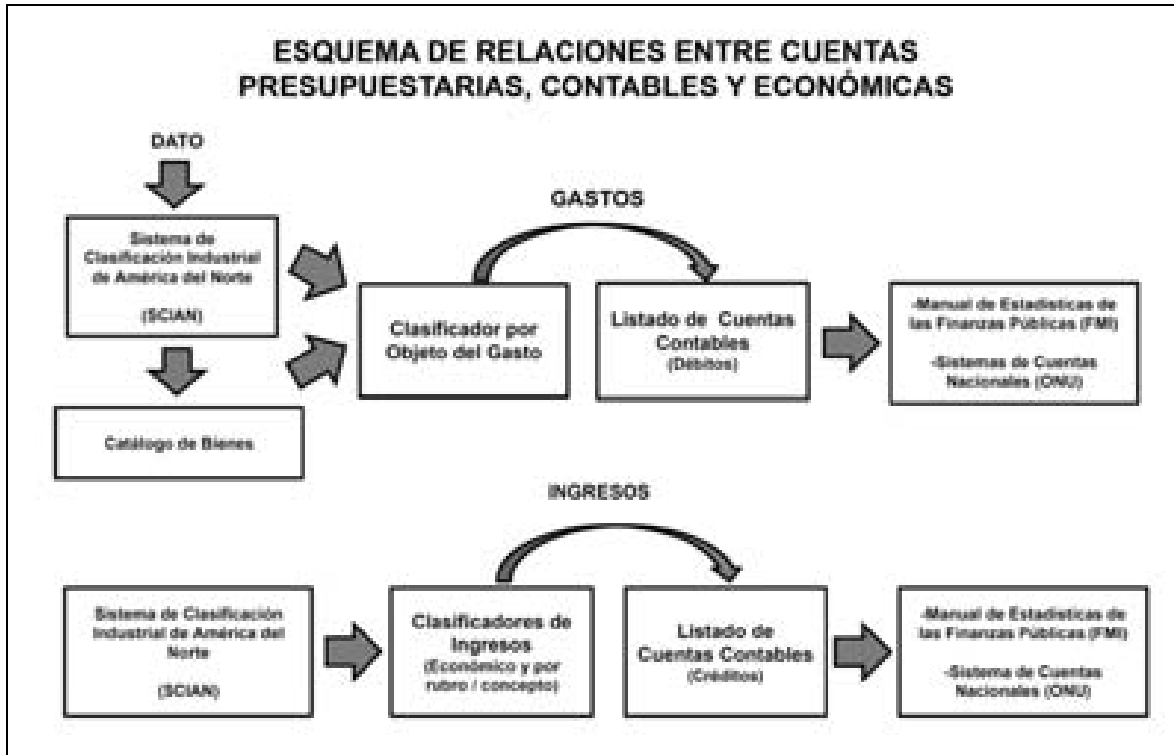 ESQUEMA DE RELACIONES ENTRE CUENTAS
PRESUPUESTARIAS, CONTABLES Y ECONÓMICAS
DATO
GASTOS
Sistema de
Clasificación Industrial
de América del Norte
(SCIAN)
Clasificador por
Objeto del Gasto
Listado de Cuentas
Contables
(Débitos)
-Manual de Estadísticas de
las Finanzas Públicas (FMI)
-Sistemas de Cuentas
Nacionales (ONU)
Catálogo de Bienes
INGRESOS
Sistema de Clasificación
Industrial de América del
Norte
(SCIAN)
Clasificadores de
Ingresos
(Económico y por
rubro / concepto)
Listado de
Cuentas Contables
(Créditos)
-Manual de Estadísticas de
las Finanzas Públicas (FMI)
-Sistema de Cuentas
Nacionales (ONU)